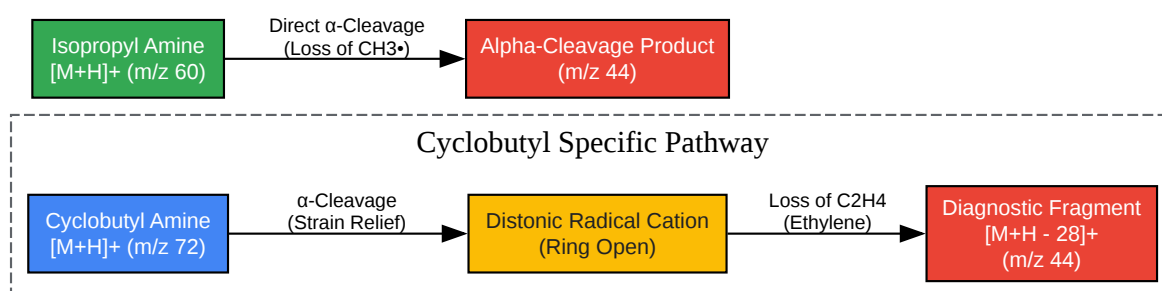 Isopropyl Amine
[M+H]+ (m/z 60)
Direct α-Cleavage
(Loss of CH3•)
Alpha-Cleavage Product
(m/z 44)
Cyclobutyl Specific Pathway
Cyclobutyl Amine
[M+H]+ (m/z 72)
α-Cleavage
(Strain Relief)
Distonic Radical Cation
(Ring Open)
Loss of C2H4
(Ethylene)
Diagnostic Fragment
[M+H - 28]+
(m/z 44)